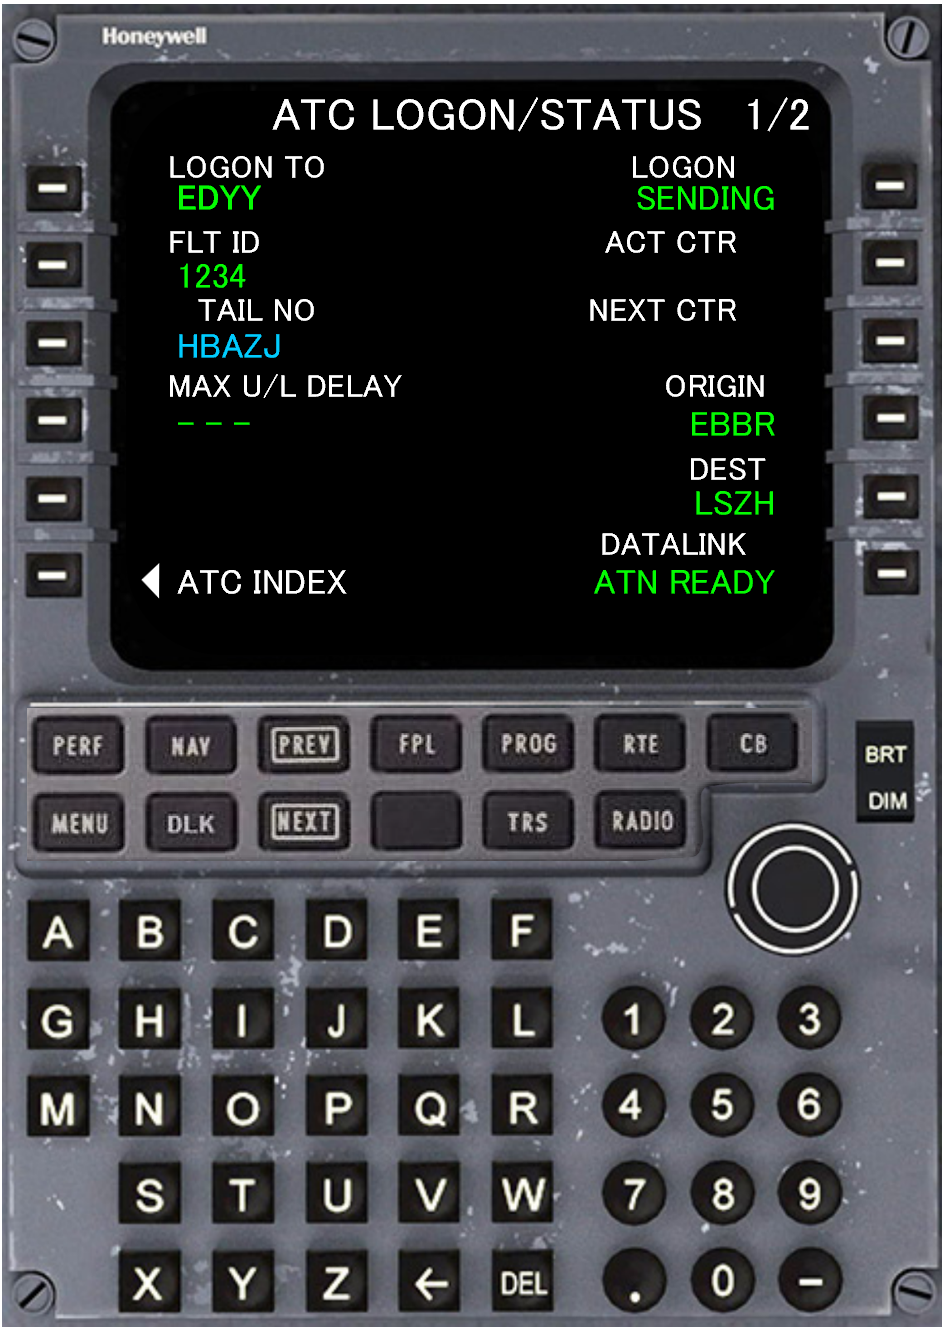 Honeywell
ATC LOGON/STATUS 1/2
LOGON TO LOGON
EDYY SENDING
FLT ID ACT CTR
1234
TAIL NO NEXT CTR
HBAZJ
MAX U/L DELAY ORIGIN
--- EBBR
DEST
LSZH
DATALINK
ATC INDEX ATN READY
PERF NAV PREV FPL PROG RTE CB
BRT
MENU DLK NEXT TRS RADIO
DIM
A B C D E F
G H I J K L 1 2 3
M N O P Q R 4 5 6
S T U V W 7 8 9
X Y Z ← DEL . 0 −